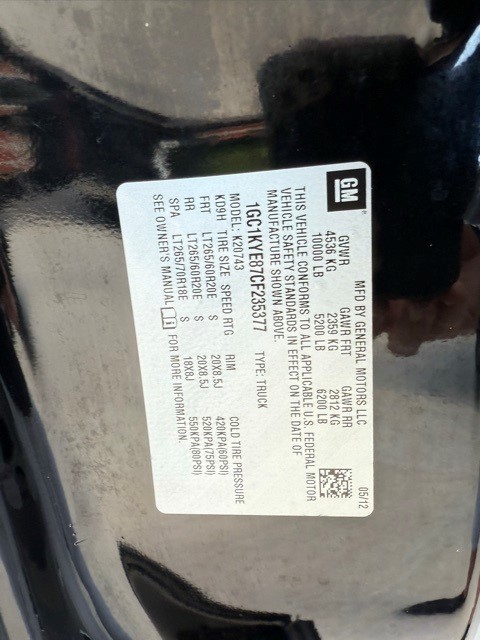 GM ®
MFD BY GENERAL MOTORS LLC 05/12
GVWR GAWR FRT GAWR RR
4536 KG 2359 KG 2812 KG
10000 LB 5200 LB 6200 LB
THIS VEHICLE CONFORMS TO ALL APPLICABLE U.S. FEDERAL MOTOR
VEHICLE SAFETY STANDARDS IN EFFECT ON THE DATE OF
MANUFACTURE SHOWN ABOVE.
1GC1KYE87CF235377 TYPE: TRUCK
MODEL: K20743
KD9H TIRE SIZE SPEED RTG RIM COLD TIRE PRESSURE
FRT LT265/60R20E S 20X8.5J 420KPA(60PSI)
RR LT265/60R20E S 20X8.5J 520KPA(75PSI)
SPA LT265/70R18E S 18X8J 550KPA(80PSI)
SEE OWNER'S MANUAL i FOR MORE INFORMATION.